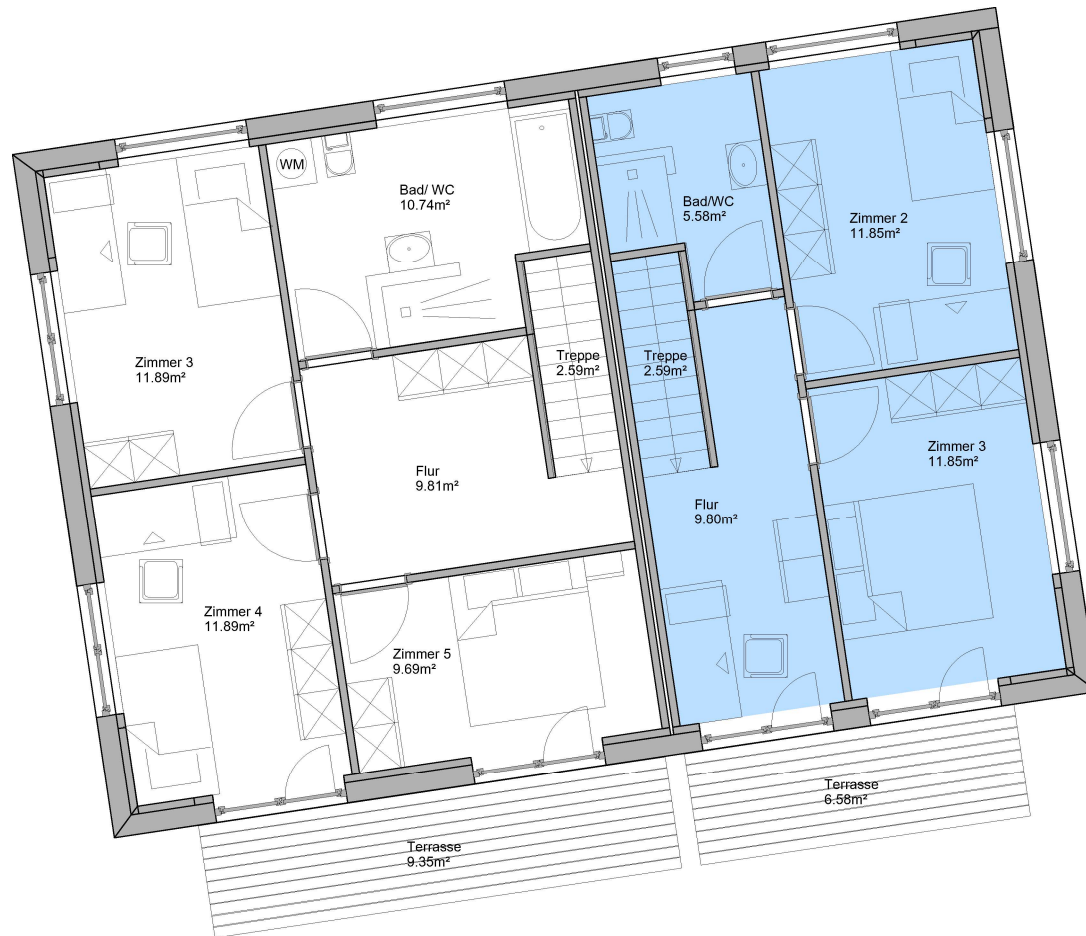 WM
Bad/ WC
10.74m²
Bad/WC
5.58m²
Zimmer 2
11.85m²
Zimmer 3
11.89m²
Treppe
2.59m²
Treppe
2.59m²
Zimmer 3
11.85m²
Flur
9.81m²
Flur
9.80m²
Zimmer 4
11.89m²
Zimmer 5
9.69m²
Terrasse
6.58m²
Terrasse
9.35m²